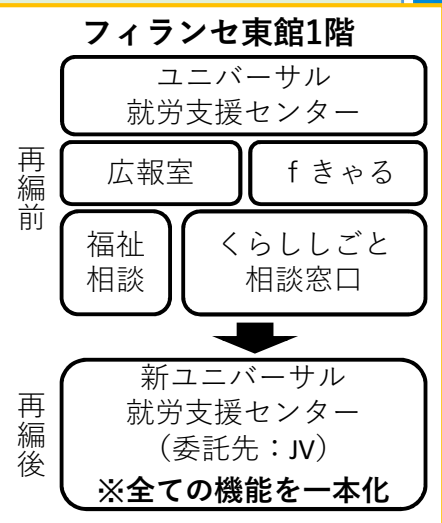 フィランセ東館1階
再編前
ユニバーサル
就労支援センター
広報室
fきゃる
福祉
相談
くらししごと
相談窓口
再編後
新ユニバーサル
就労支援センター
（委託先：JV）
※全ての機能を一本化